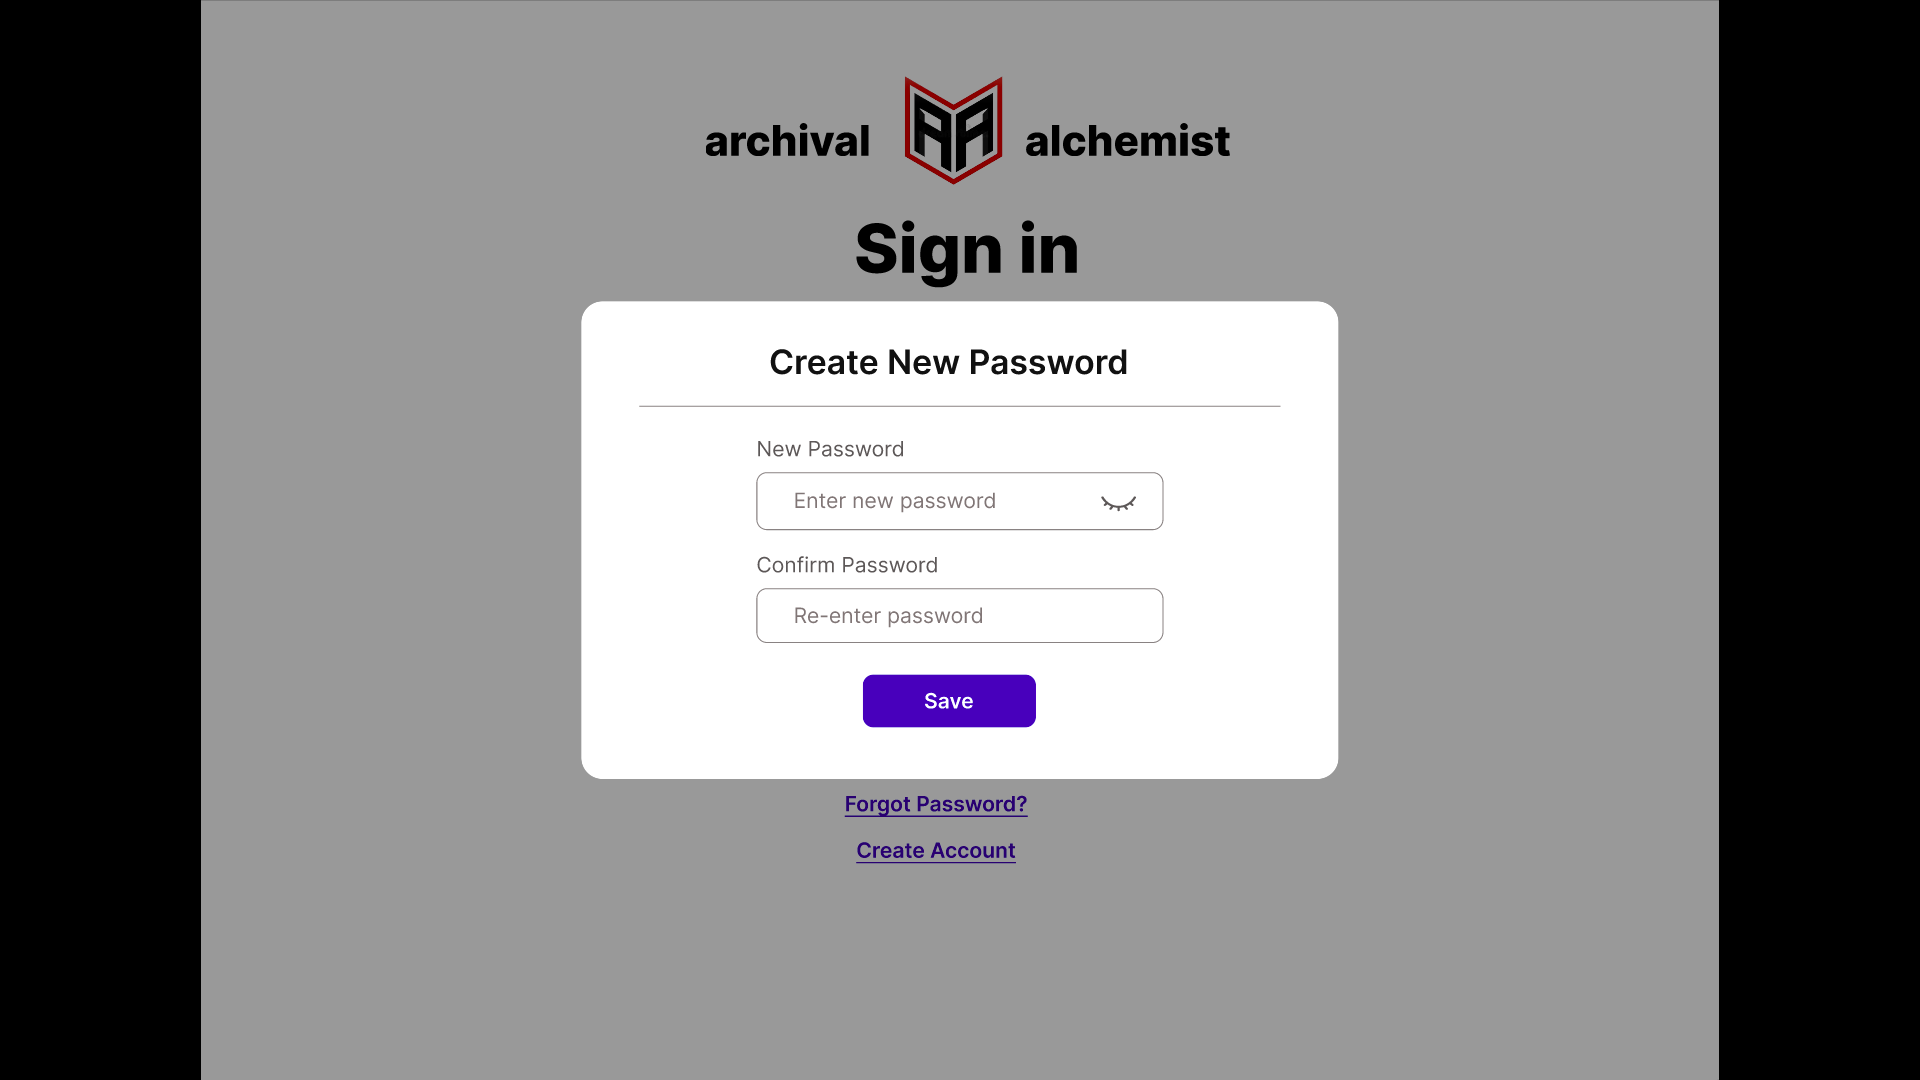 archival AA alchemist
Sign in
Create New Password
New Password
Enter new password
Confirm Password
Re-enter password
Save
Forgot Password?
Create Account